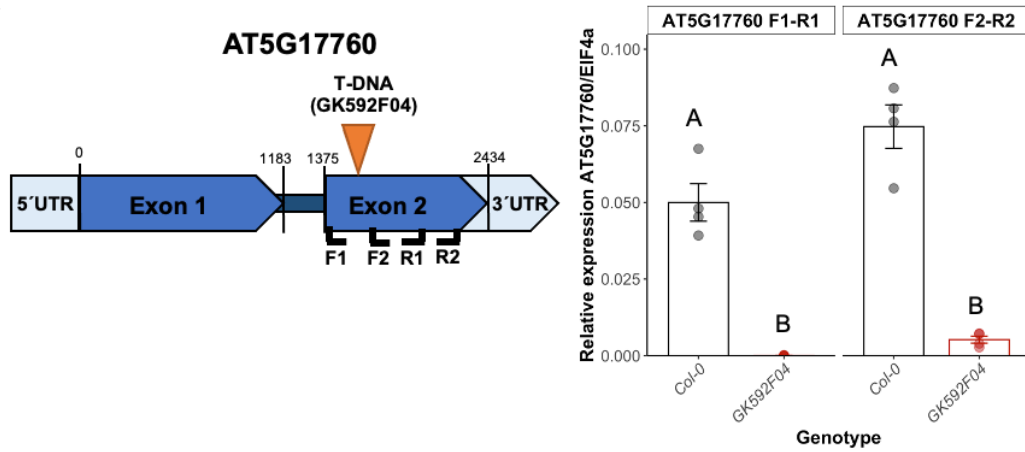 AT5G17760
T-DNA
(GK592F04)
0
1183
1375
2434
5´UTR
Exon 1
Exon 2
3´UTR
F1
F2
R1
R2
AT5G17760 F1-R1
AT5G17760 F2-R2
Relative expression AT5G17760/EIF4a
0.100
0.075
0.050
0.025
0.000
A
B
A
B
Col-0
GK592F04
Col-0
GK592F04
Genotype